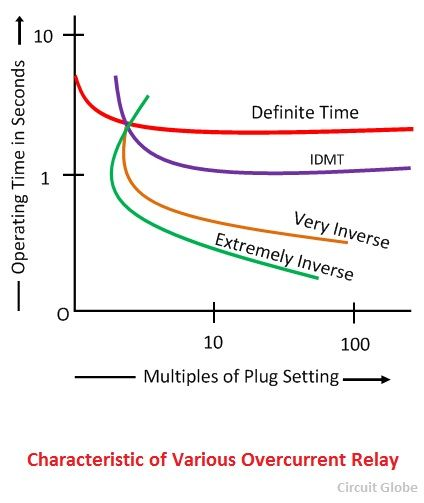 Operating Time in Seconds
10
1
O
Definite Time
IDMT
Very Inverse
Extremely Inverse
10
100
Multiples of Plug Setting
Characteristic of Various Overcurrent Relay
Circuit Globe